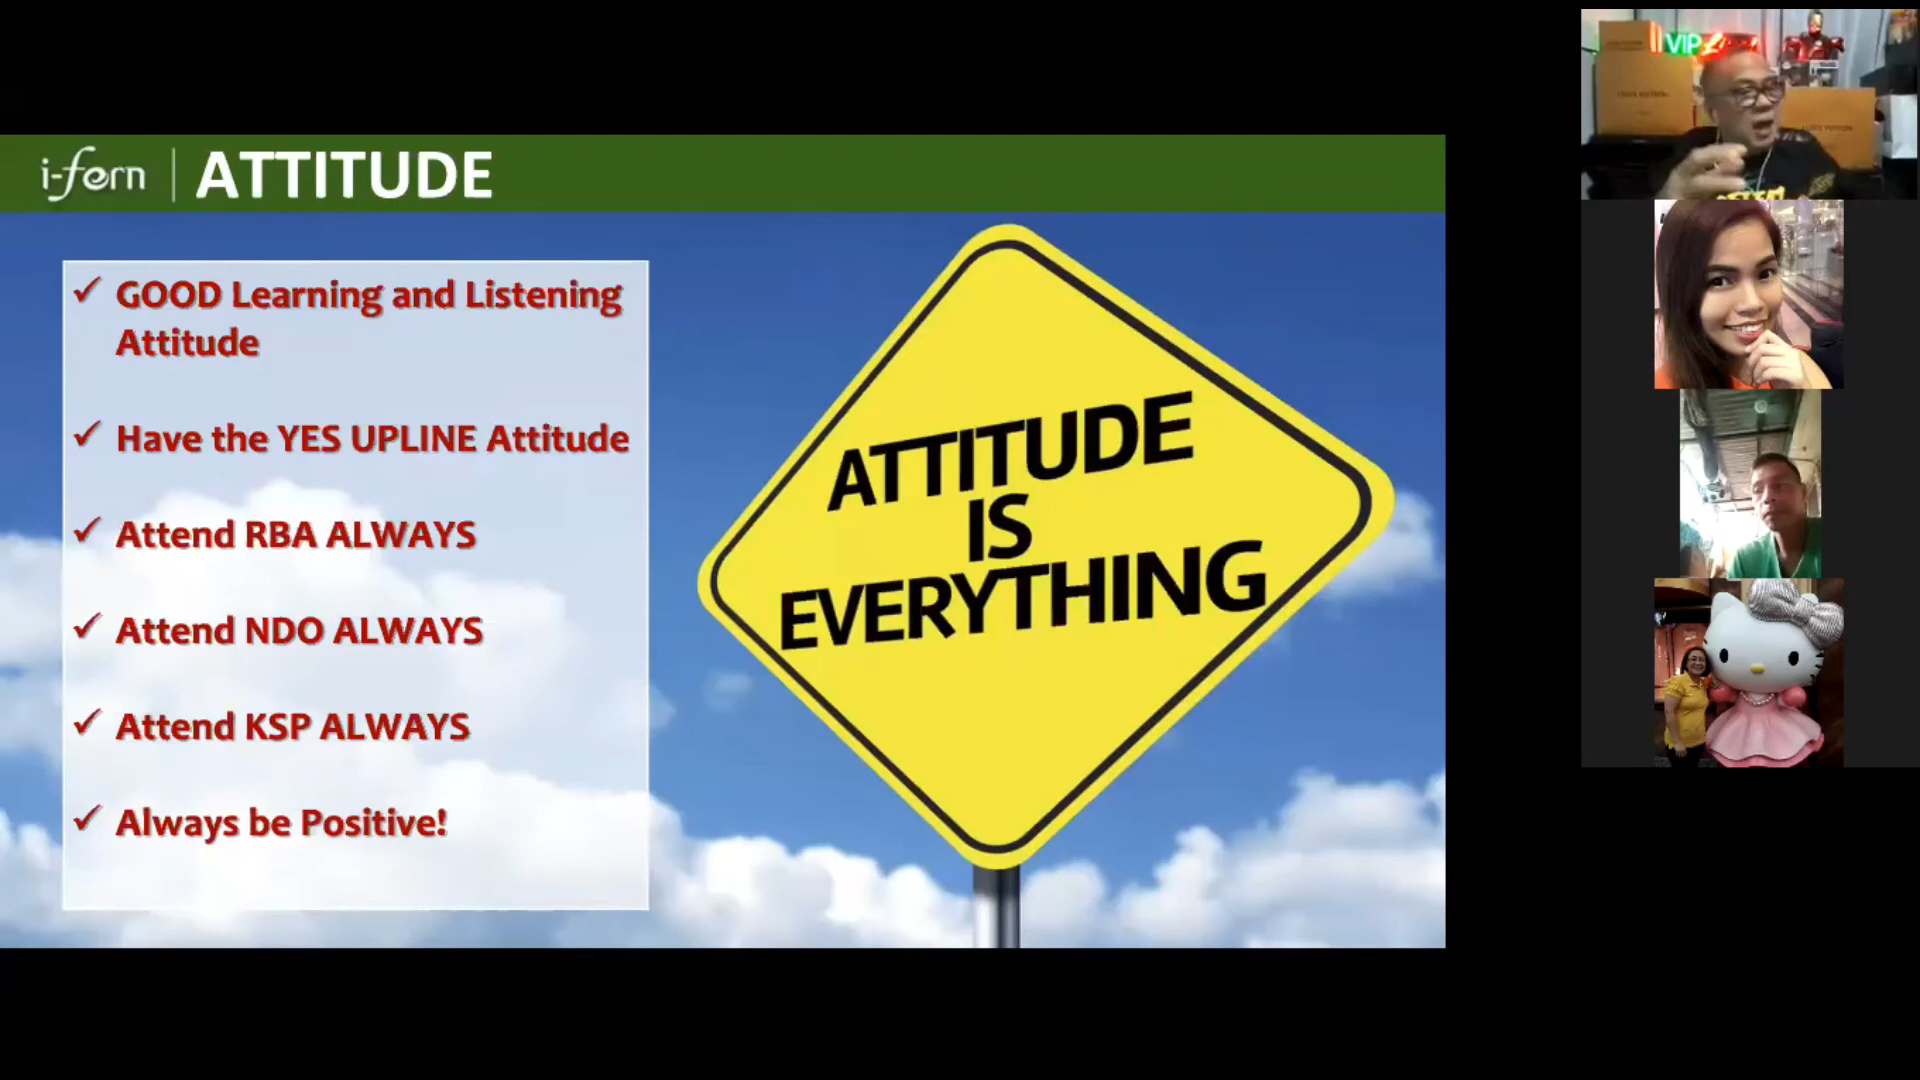 i-fern
ATTITUDE
GOOD Learning and Listening
Attitude
Have the YES UPLINE Attitude
Attend RBA ALWAYS
Attend NDO ALWAYS
Attend KSP ALWAYS
Always be Positive!
ATTITUDE
IS
EVERYTHING
VIP